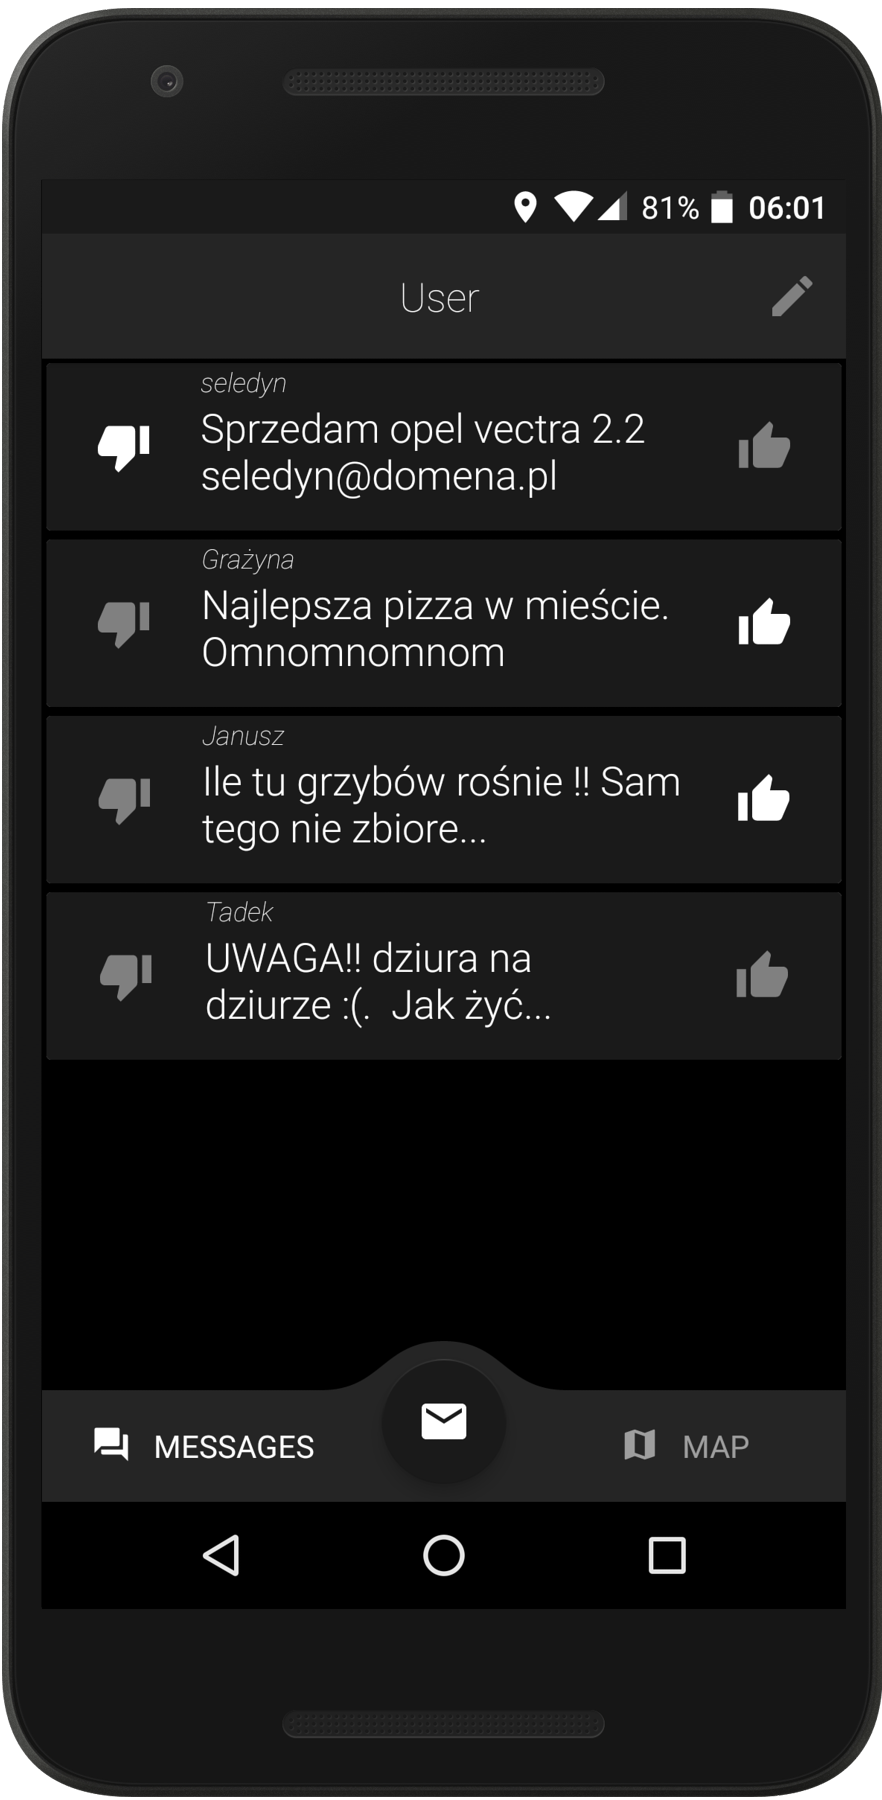 81% 06:01
User
seledyn
Sprzedam opel vectra 2.2
seledyn@domena.pl
Grażyna
Najlepsza pizza w mieście.
Omnomnomnom
Janusz
Ile tu grzybów rośnie !! Sam
tego nie zbiore...
Tadek
UWAGA!! dziura na
dziurze :(.  Jak żyć...
MESSAGES
MAP